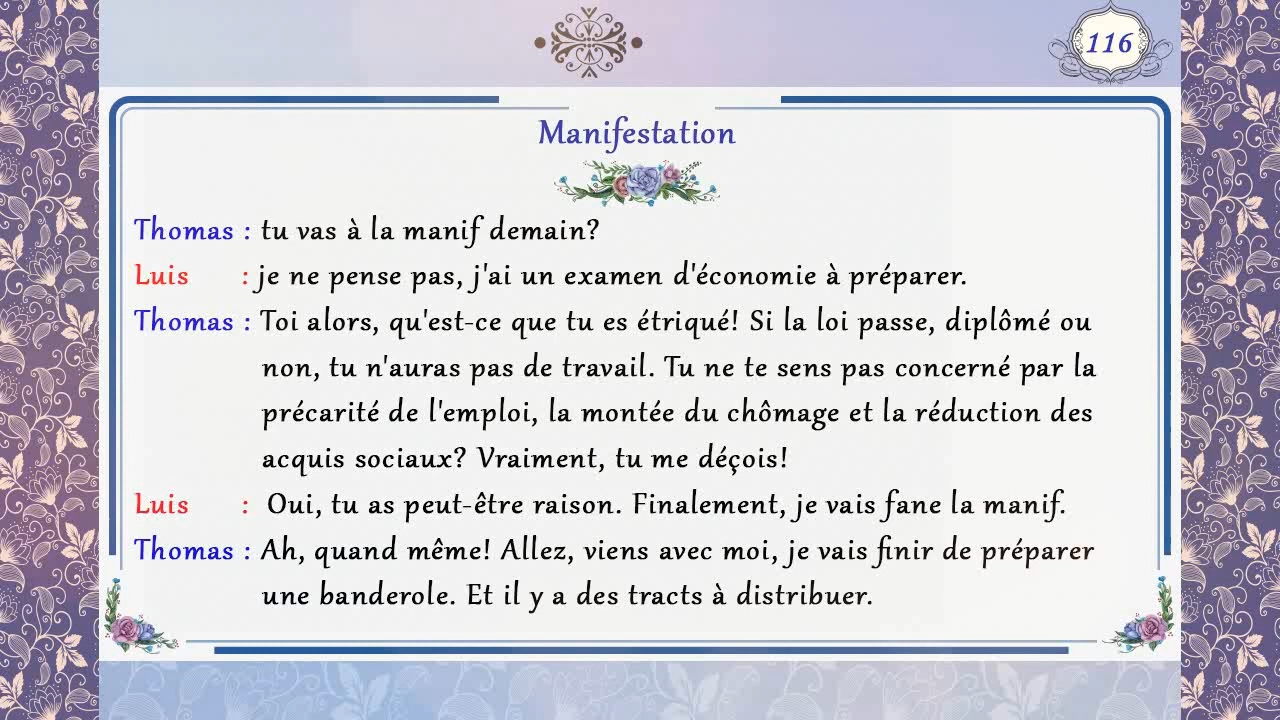 116
Manifestation
Thomas : tu vas à la manif demain?
Luis : je ne pense pas, j'ai un examen d'économie à préparer.
Thomas : Toi alors, qu'est-ce que tu es étriqué! Si la loi passe, diplômé ou
non, tu n'auras pas de travail. Tu ne te sens pas concerné par la
précarité de l'emploi, la montée du chômage et la réduction des
acquis sociaux? Vraiment, tu me déçois!
Luis : Oui, tu as peut-être raison. Finalement, je vais fane la manif.
Thomas : Ah, quand même! Allez, viens avec moi, je vais finir de préparer
une banderole. Et il y a des tracts à distribuer.